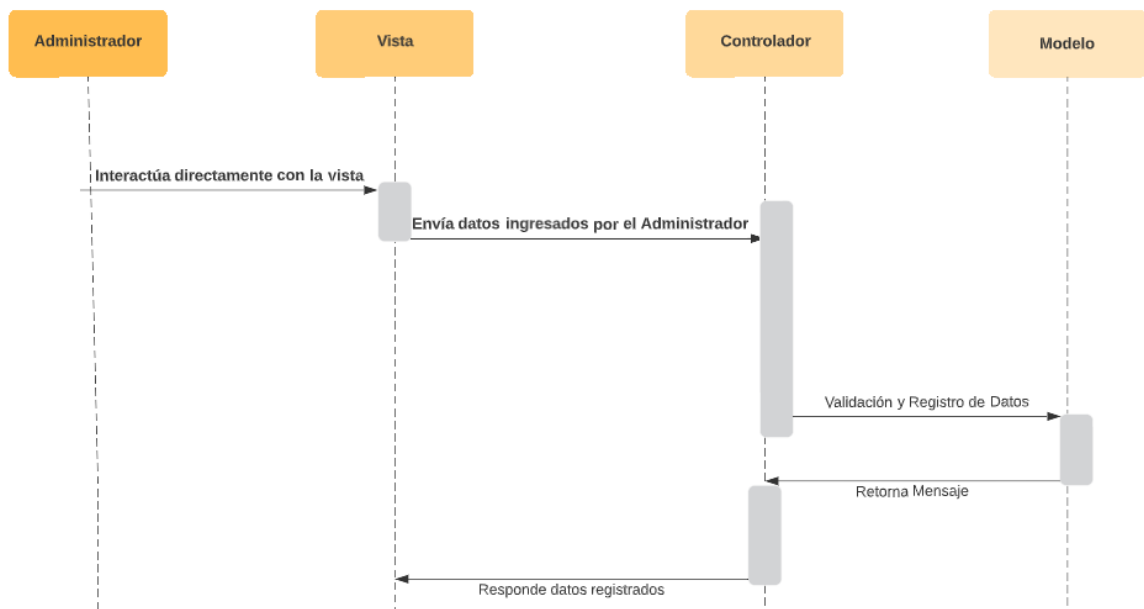 Administrador
Vista
Controlador
Modelo
Interactúa directamente con la vista
Envía datos ingresados por el Administrador
Validación y Registro de Datos
Retorna Mensaje
Responde datos registrados